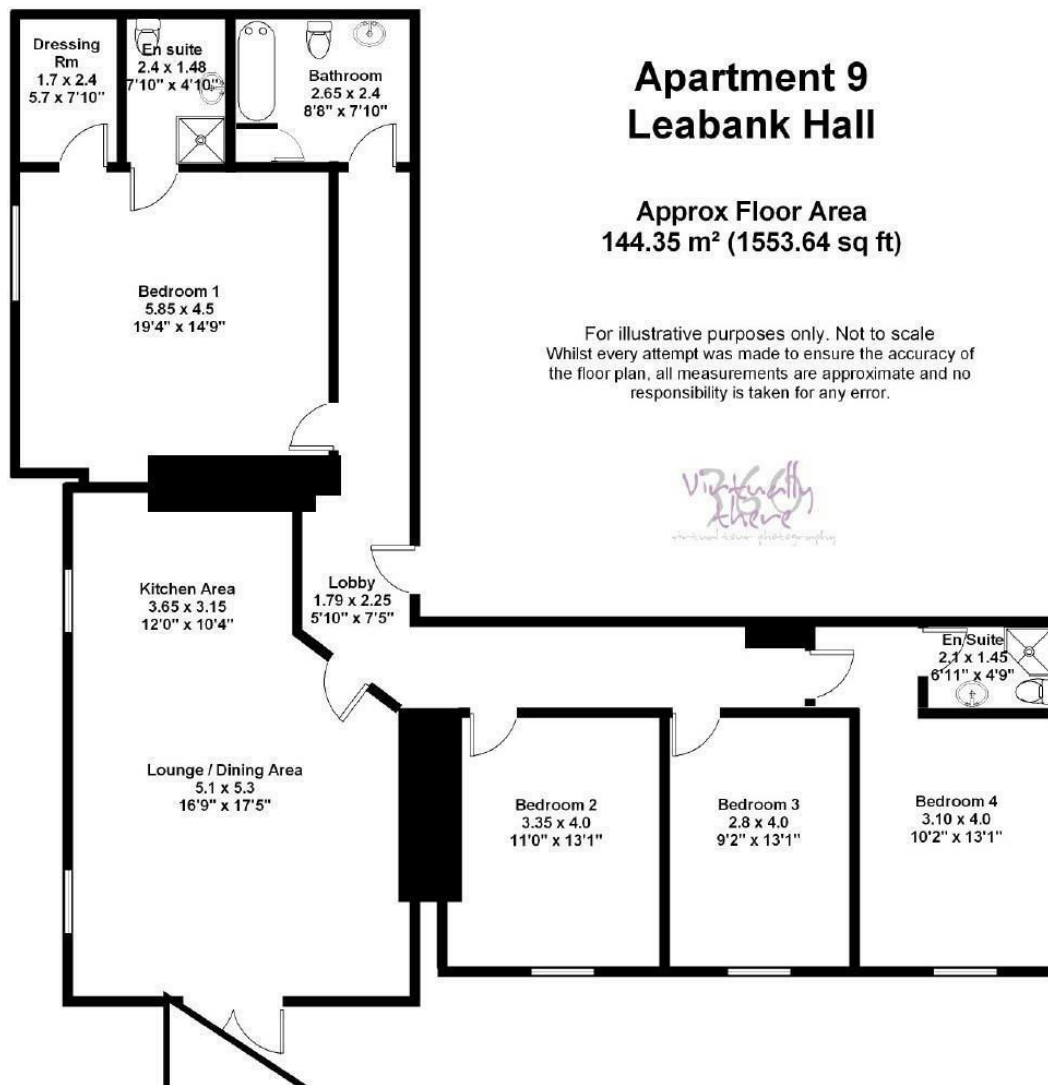 Apartment 9
Leabank Hall
Approx Floor Area
144.35 m² (1553.64 sq ft)
For illustrative purposes only. Not to scale
Whilst every attempt was made to ensure the accuracy of
the floor plan, all measurements are approximate and no
responsibility is taken for any error.
360
Virtually
there
virtual tour photography
Dressing
Rm
1.7 x 2.4
5.7 x 7'10"
En suite
2.4 x 1.48
7'10" x 4'10"
Bathroom
2.65 x 2.4
8'8" x 7'10"
Bedroom 1
5.85 x 4.5
19'4" x 14'9"
Kitchen Area
3.65 x 3.15
12'0" x 10'4"
Lobby
1.79 x 2.25
5'10" x 7'5"
En Suite
2.1 x 1.45
6'11" x 4'9"
Lounge / Dining Area
5.1 x 5.3
16'9" x 17'5"
Bedroom 2
3.35 x 4.0
11'0" x 13'1"
Bedroom 3
2.8 x 4.0
9'2" x 13'1"
Bedroom 4
3.10 x 4.0
10'2" x 13'1"